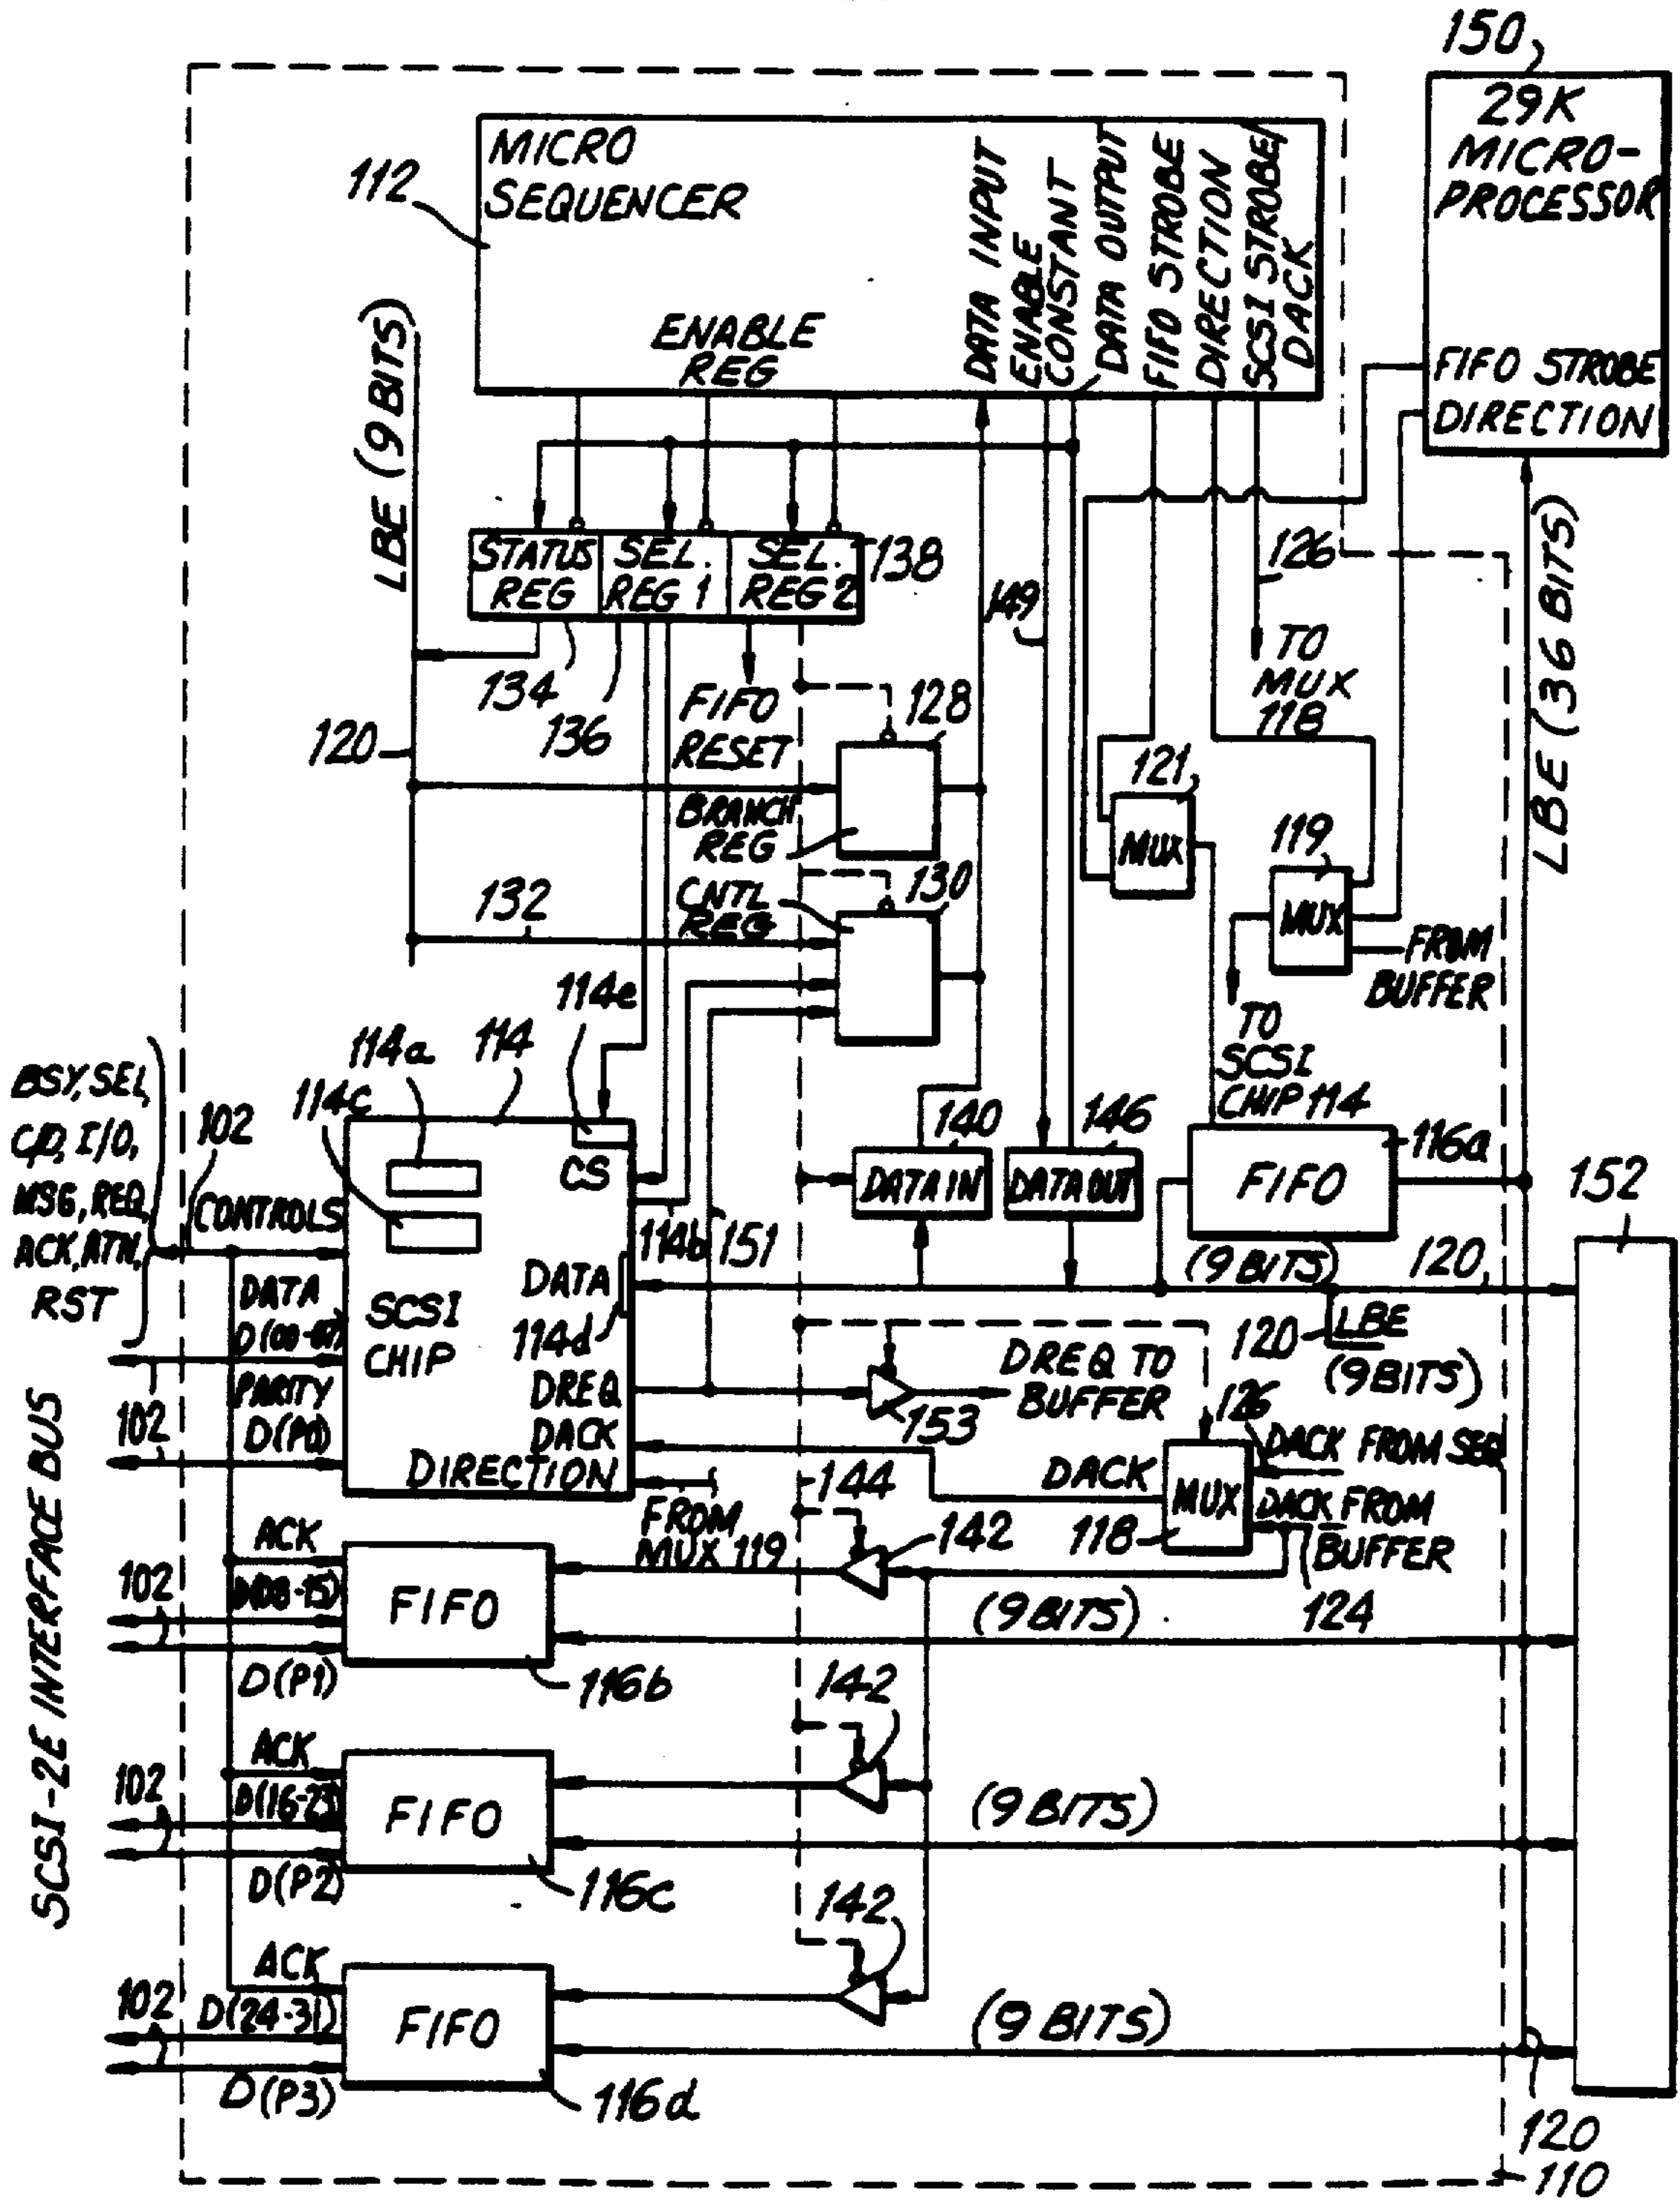 150
29K
MICRO-
PROCESSOR
FIFO STROBE
DIRECTION
MICRO
SEQUENCER
112
ENABLE
REG
DATA INPUT
ENABLE
CONSTANT
DATA OUTPUT
FIFO STROBE
DIRECTION
SCSI STROBE/
DACK
LBE (9 BITS)
STATUS
REG
SEL.
REG 1
SEL.
REG 2
138
134
136
FIFO
RESET
120
149
126
TO
MUX
118
LBE (36 BITS)
128
BRANCH
REG
121
MUX
119
MUX
FROM
BUFFER
132
CNTL
REG
130
TO
SCSI
CHIP 114
114e
114a
114
114c
BSY, SEL,
C/D, I/O,
MSG, REQ,
ACK, ATN,
RST
102
CONTROLS
CS
114b
151
140
DATA IN
146
DATA OUT
FIFO
116a
152
(9 BITS)
120
DATA
D(00-07)
SCSI
CHIP
DATA
114d
120
LBE
(9 BITS)
PARITY
D(P0)
102
DREQ
DACK
DIRECTION
DREQ TO
BUFFER
153
126
DACK FROM SEQ
DACK
MUX
118
DACK FROM
BUFFER
124
FROM
MUX 119
144
142
SCSI-2E INTERFACE BUS
ACK
102
D(08-15)
D(P1)
FIFO
116b
(9 BITS)
142
ACK
102
D(16-23)
D(P2)
FIFO
116c
(9 BITS)
142
ACK
102
D(24-31)
D(P3)
FIFO
116d
(9 BITS)
120
110